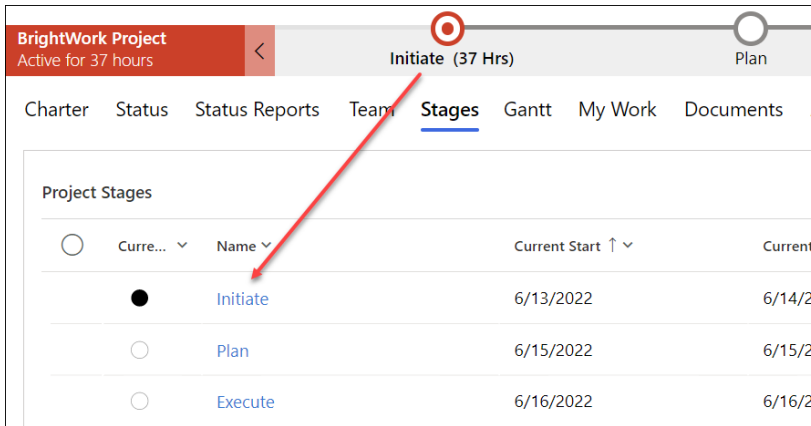 BrightWork Project
Active for 37 hours
Initiate (37 Hrs)
Plan
Charter Status Status Reports Team Stages Gantt My Work Documents
Project Stages
Curre... Name Current Start Current
Initiate 6/13/2022 6/14/2
Plan 6/15/2022 6/15/2
Execute 6/16/2022 6/16/2